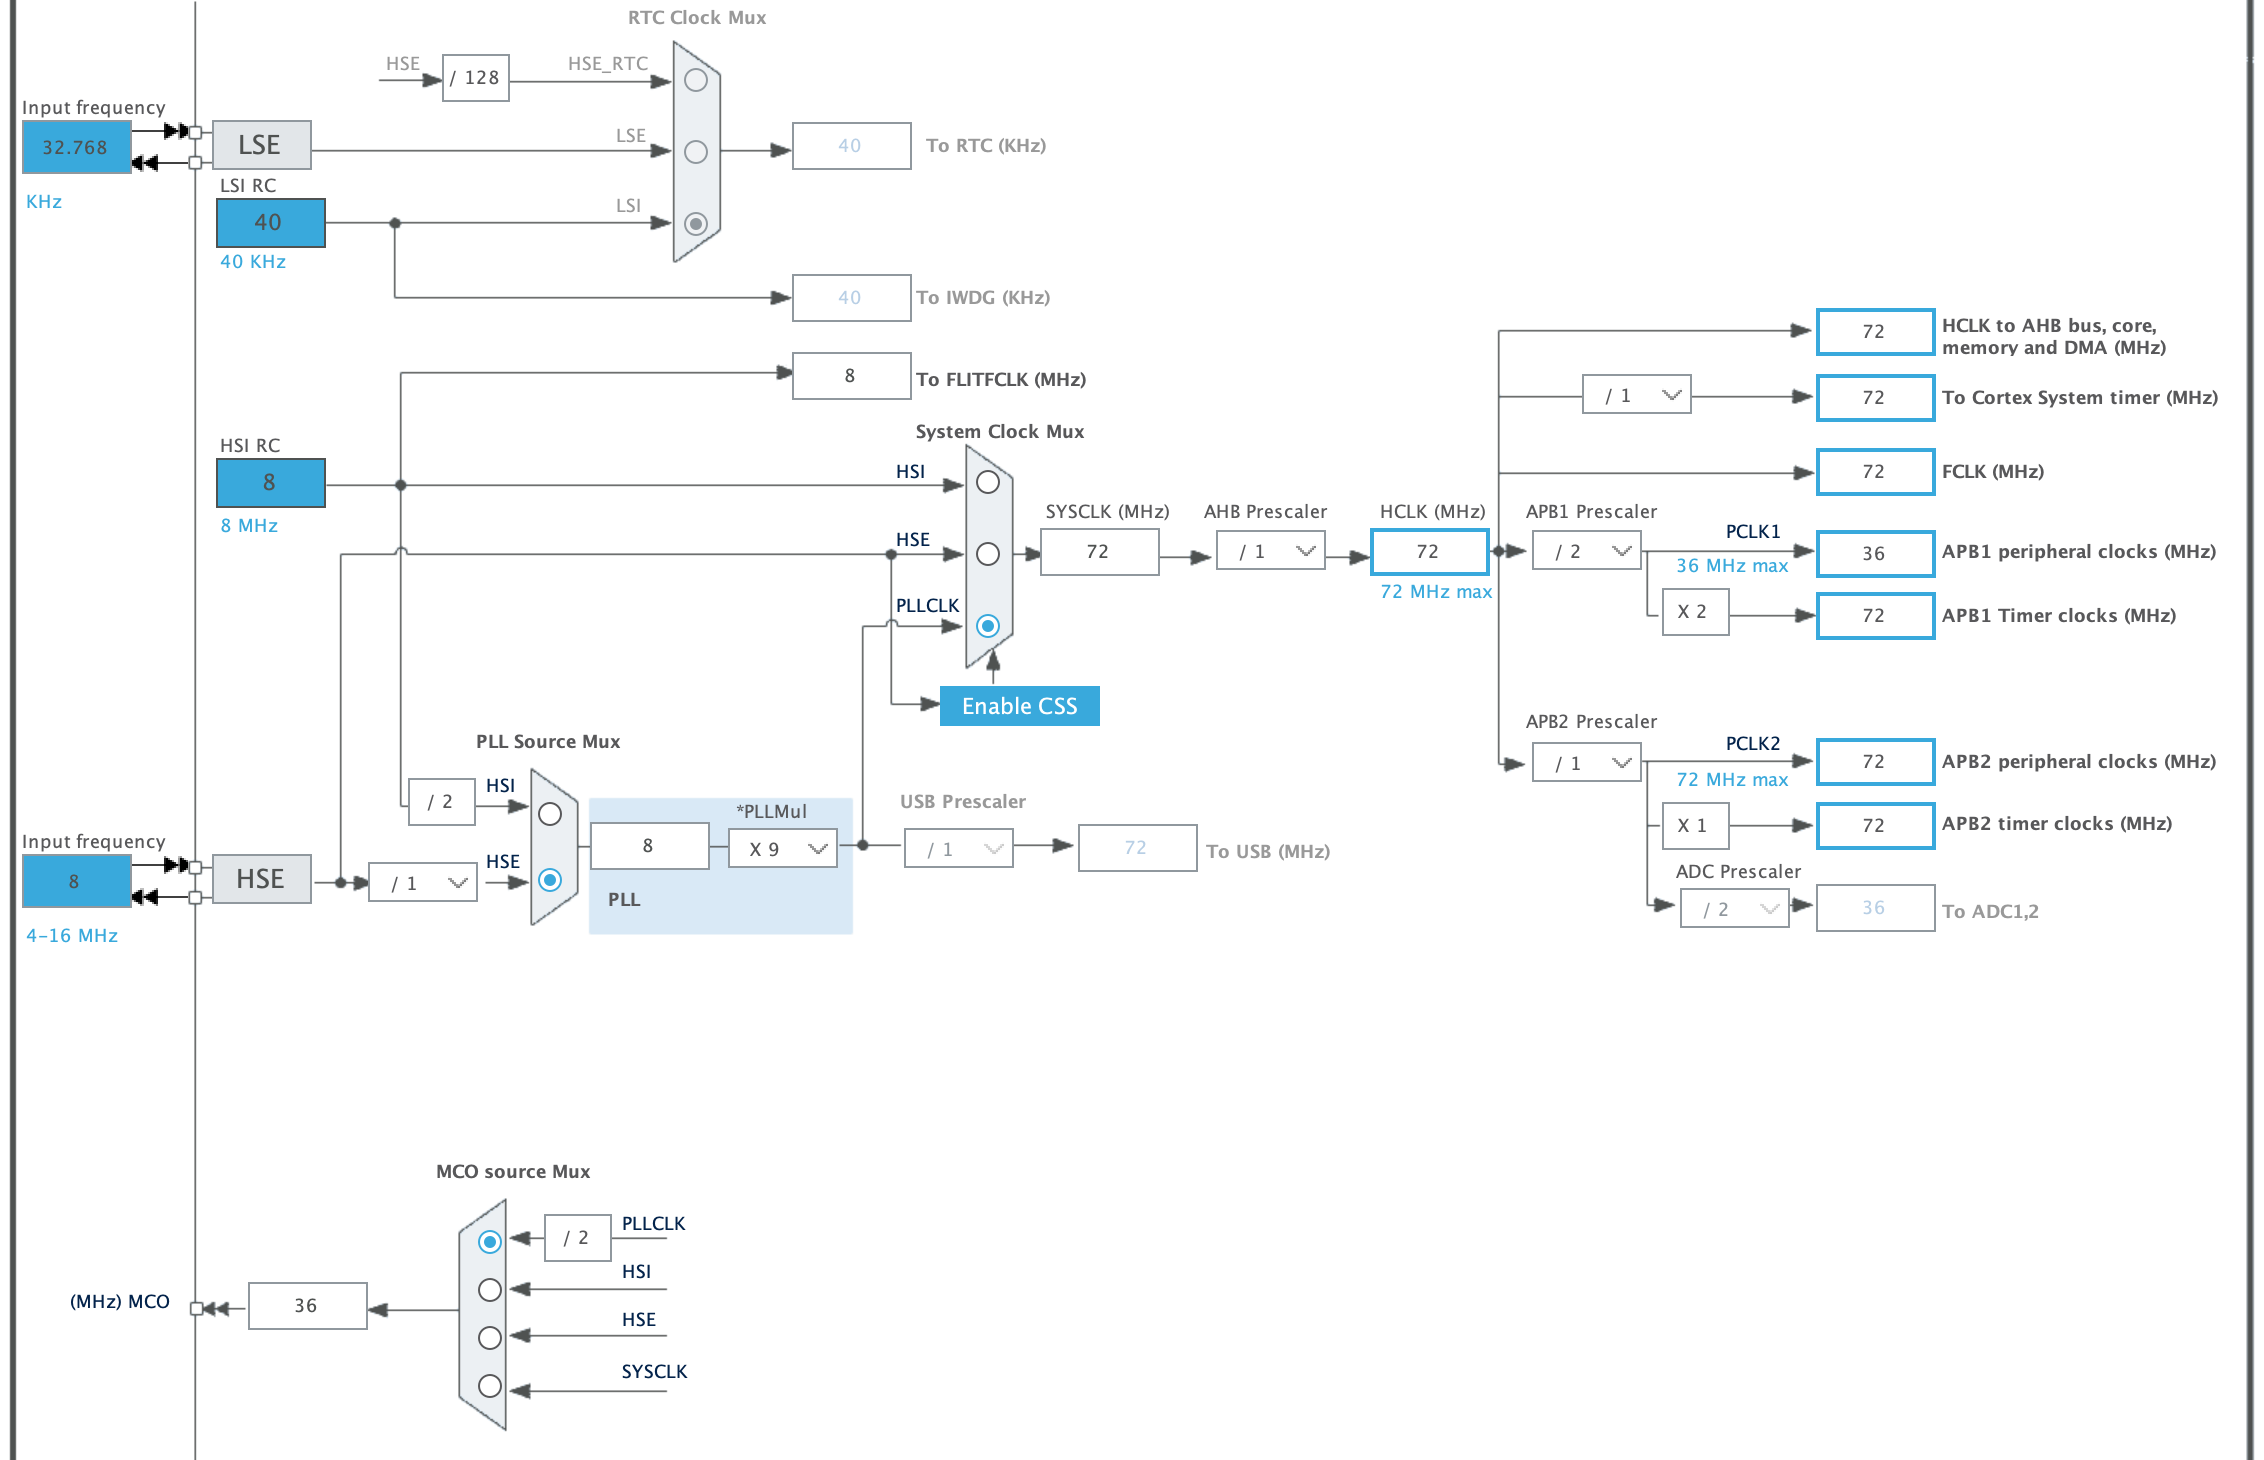 RTC Clock Mux
HSE
/ 128
HSE_RTC
Input frequency
32.768
KHz
LSE
LSE
40
To RTC (KHz)
LSI RC
40
40 KHz
LSI
40
To IWDG (KHz)
8
To FLITFCLK (MHz)
HSI RC
8
8 MHz
System Clock Mux
HSI
HSE
PLLCLK
Enable CSS
SYSCLK (MHz)
72
AHB Prescaler
/ 1
HCLK (MHz)
72
72 MHz max
72
HCLK to AHB bus, core,
memory and DMA (MHz)
/ 1
72
To Cortex System timer (MHz)
72
FCLK (MHz)
APB1 Prescaler
/ 2
PCLK1
36 MHz max
36
APB1 peripheral clocks (MHz)
X 2
72
APB1 Timer clocks (MHz)
APB2 Prescaler
/ 1
PCLK2
72 MHz max
72
APB2 peripheral clocks (MHz)
X 1
72
APB2 timer clocks (MHz)
ADC Prescaler
/ 2
36
To ADC1,2
PLL Source Mux
/ 2
HSI
Input frequency
8
4-16 MHz
HSE
/ 1
HSE
8
*PLLMul
X 9
PLL
USB Prescaler
/ 1
72
To USB (MHz)
MCO source Mux
/ 2
PLLCLK
HSI
HSE
SYSCLK
(MHz) MCO
36